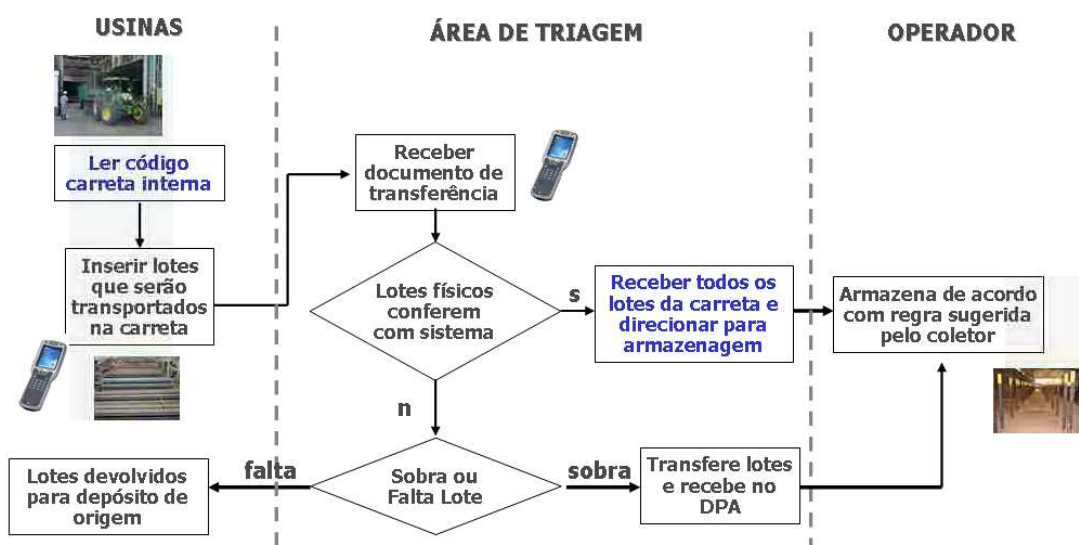 USINAS
ÁREA DE TRIAGEM
OPERADOR
Ler código
carreta interna
Inserir lotes
que serão
transportados
na carreta
Receber
documento de
transferência
Lotes físicos
conferem
com sistema
s
Receber todos os
lotes da carreta e
direcionar para
armazenagem
Armazena de acordo
com regra sugerida
pelo coletor
n
Sobra ou
Falta Lote
falta
Lotes devolvidos
para depósito de
origem
sobra
Transfere lotes
e recebe no
DPA